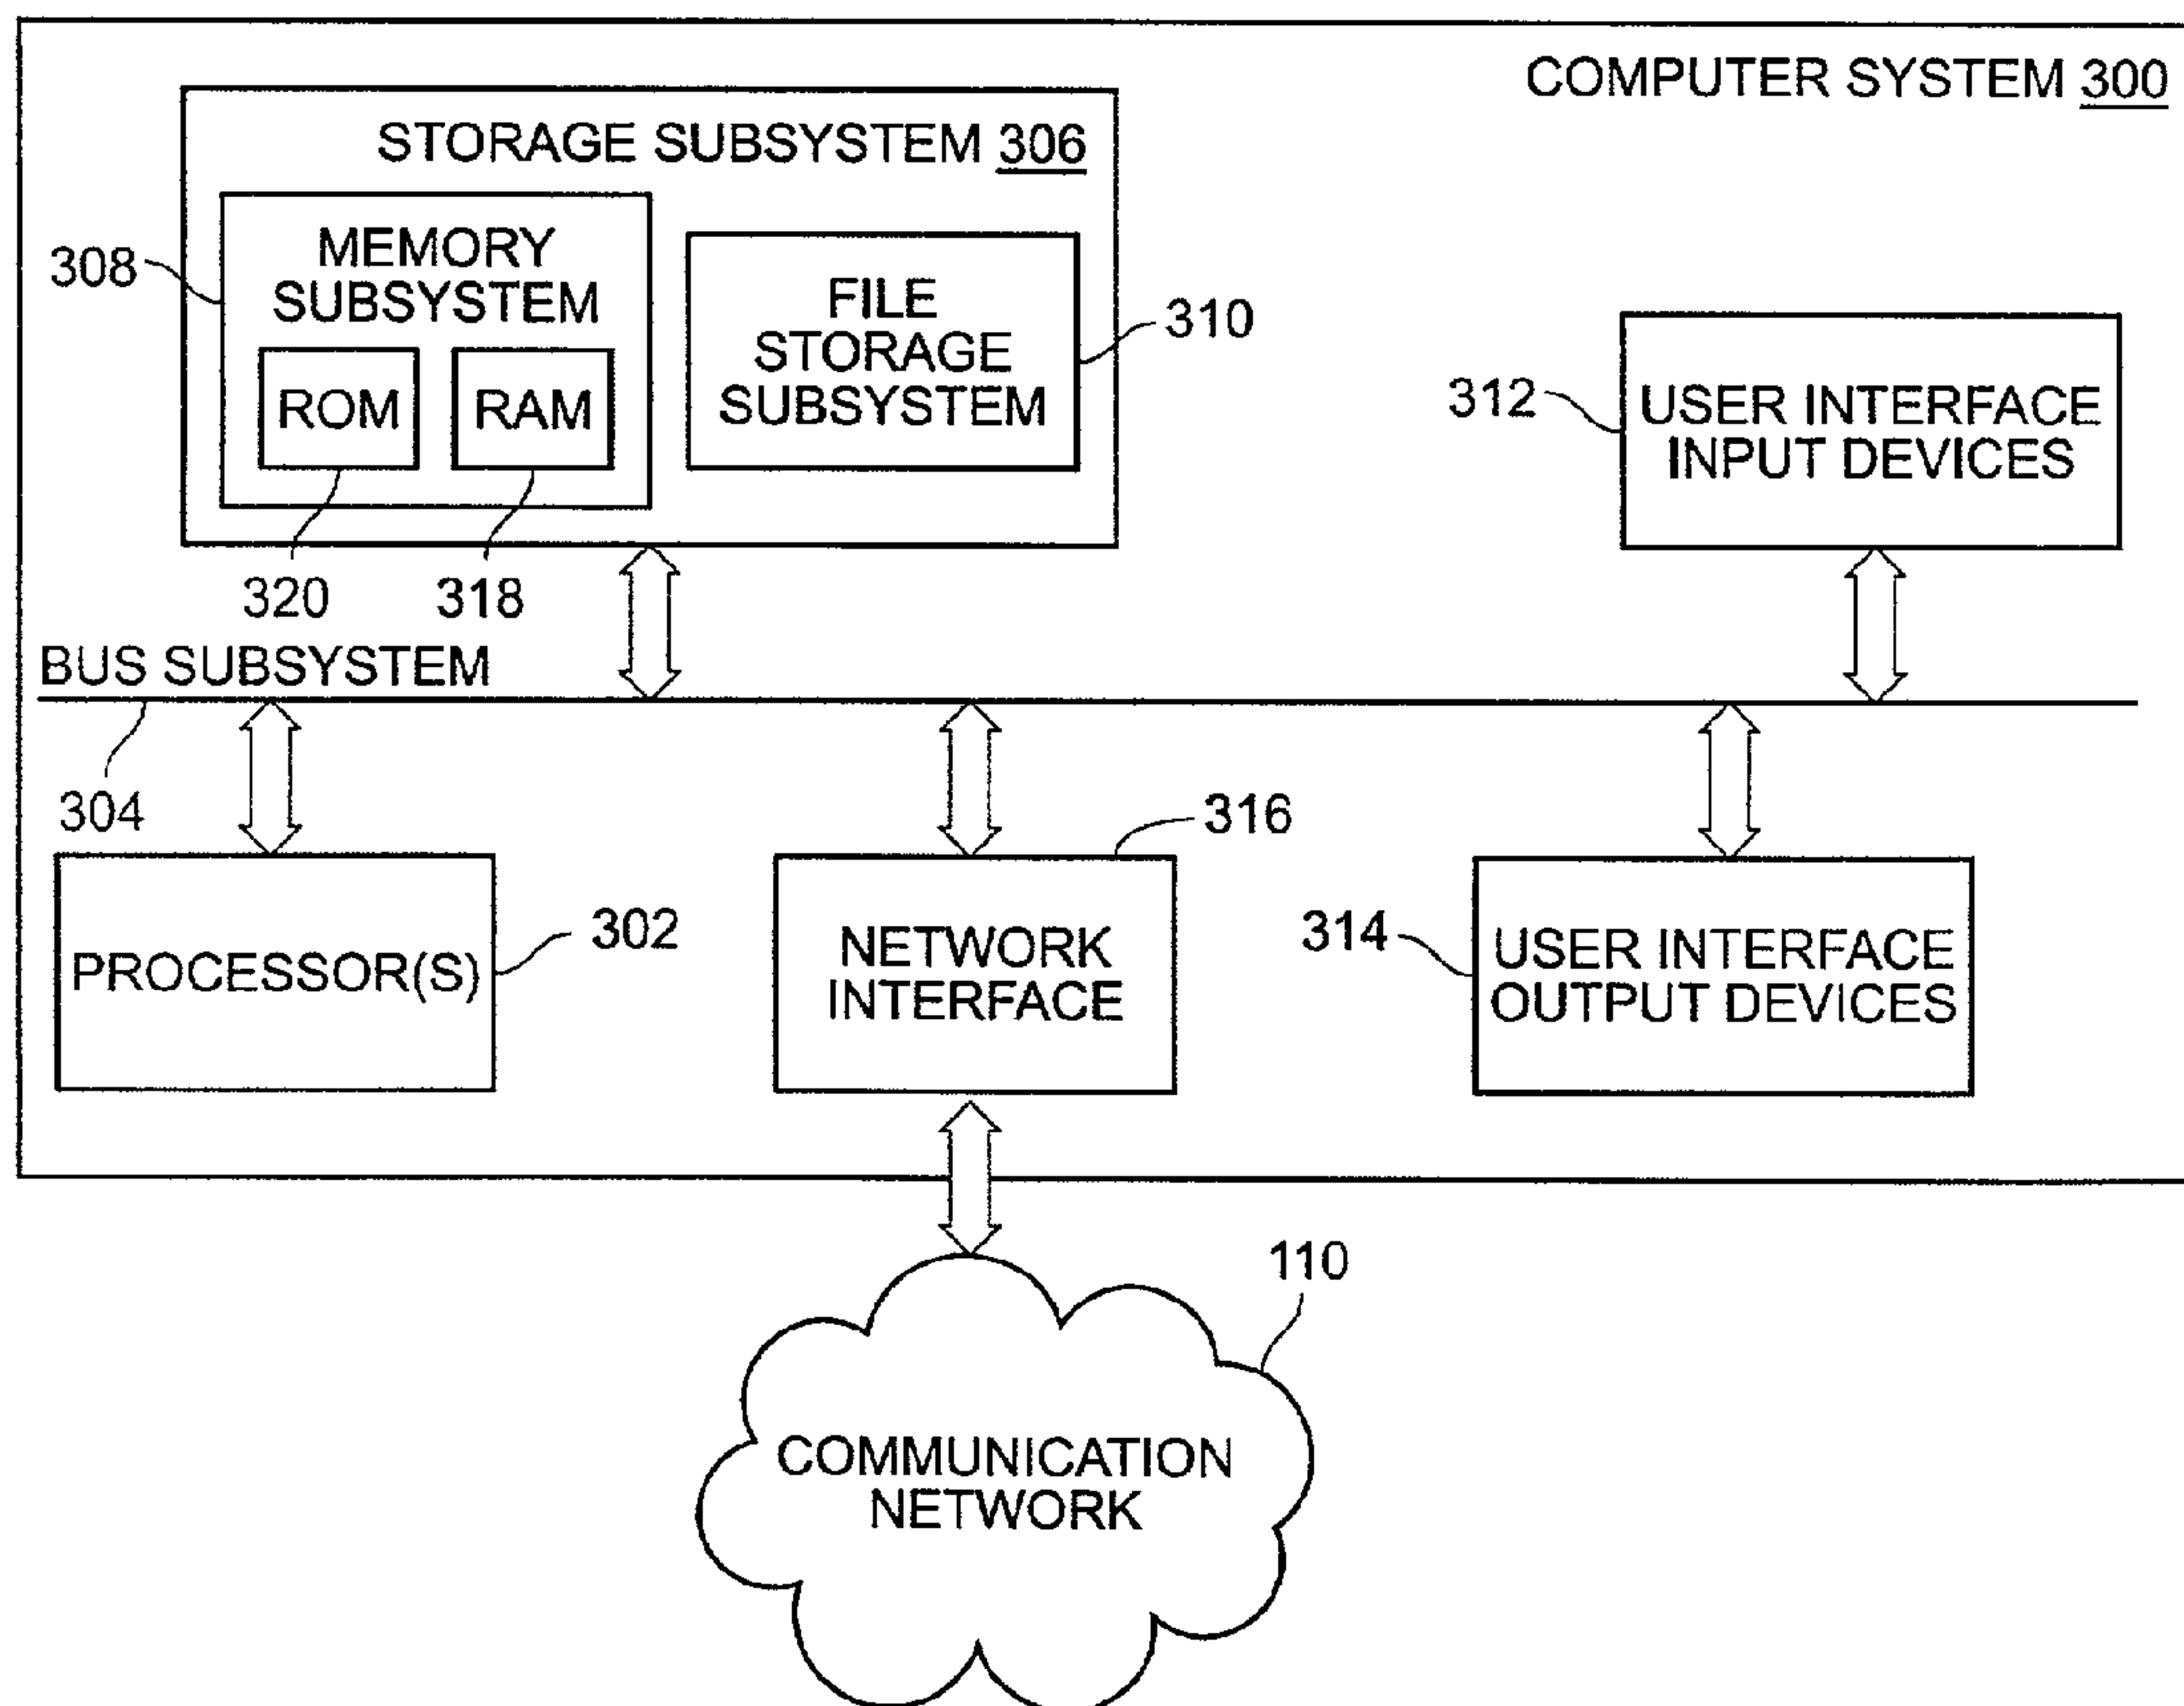 COMPUTER SYSTEM 300
STORAGE SUBSYSTEM 306
308
MEMORY
SUBSYSTEM
ROM
RAM
FILE
STORAGE
SUBSYSTEM
310
312
USER INTERFACE
INPUT DEVICES
320
318
BUS SUBSYSTEM
304
PROCESSOR(S)
302
316
NETWORK
INTERFACE
314
USER INTERFACE
OUTPUT DEVICES
110
COMMUNICATION
NETWORK